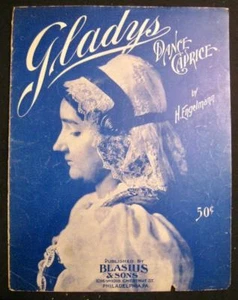 Gladys
DANCE
CAPRICE
by
H. Engelmann
50¢
PUBLISHED BY
BLASIUS
& SONS
PHILADELPHIA, PA.